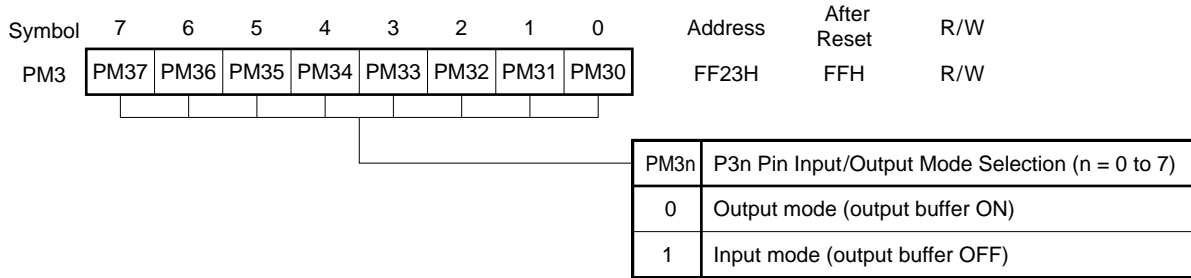 Symbol 7 6 5 4 3 2 1 0 Address After Reset R/W
PM3 PM37 PM36 PM35 PM34 PM33 PM32 PM31 PM30 FF23H FFH R/W
PM3n P3n Pin Input/Output Mode Selection (n = 0 to 7)
0 Output mode (output buffer ON)
1 Input mode (output buffer OFF)